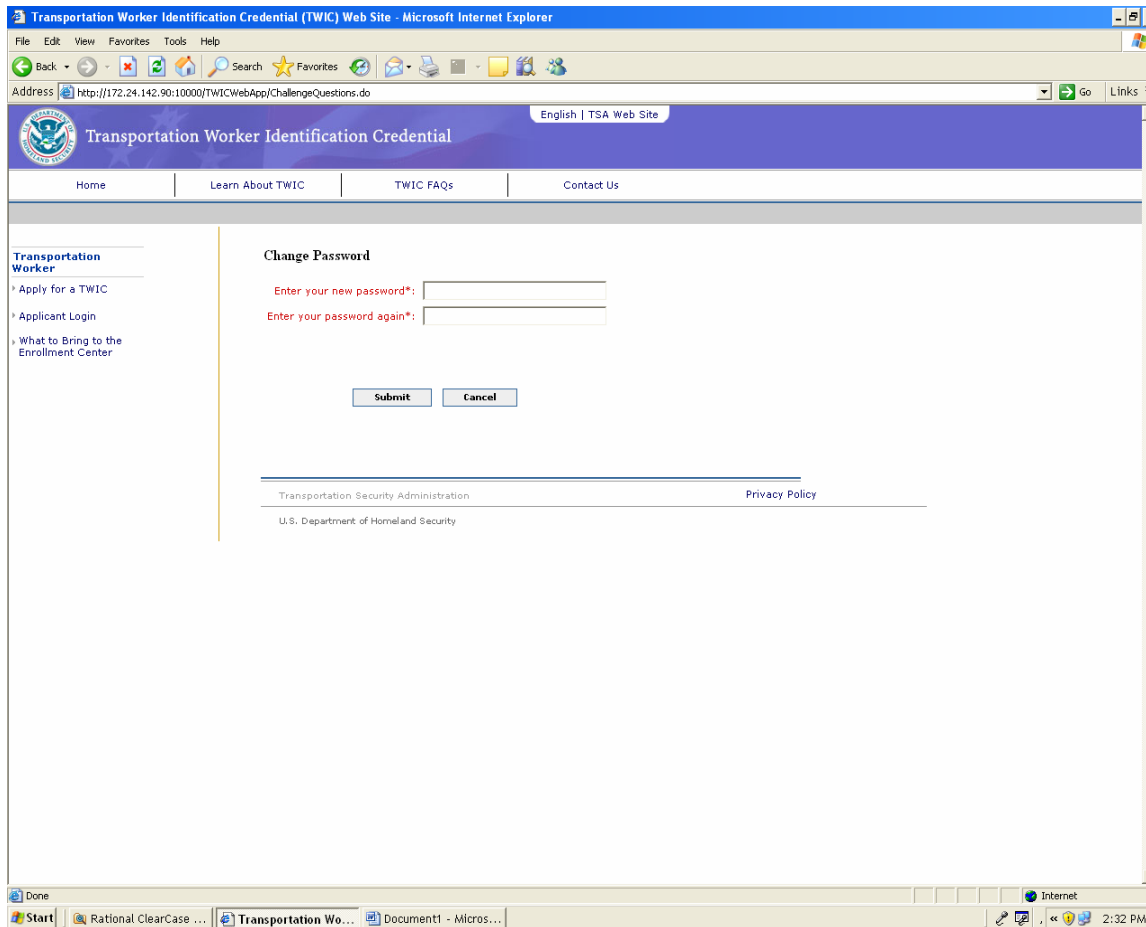 Transportation Worker Identification Credential (TWIC) Web Site - Microsoft Internet Explorer
File Edit View Favorites Tools Help
Back Search Favorites
Address http://172.24.142.90:10000/TWICWebApp/ChallengeQuestions.do Go Links
English | TSA Web Site
Transportation Worker Identification Credential
Home Learn About TWIC TWIC FAQs Contact Us
Transportation
Worker
Apply for a TWIC
Applicant Login
What to Bring to the
Enrollment Center
Change Password
Enter your new password*:
Enter your password again*:
Submit Cancel
Transportation Security Administration Privacy Policy
U.S. Department of Homeland Security
Done Internet
Start Rational ClearCase ... Transportation Wo... Document1 - Micros... 2:32 PM